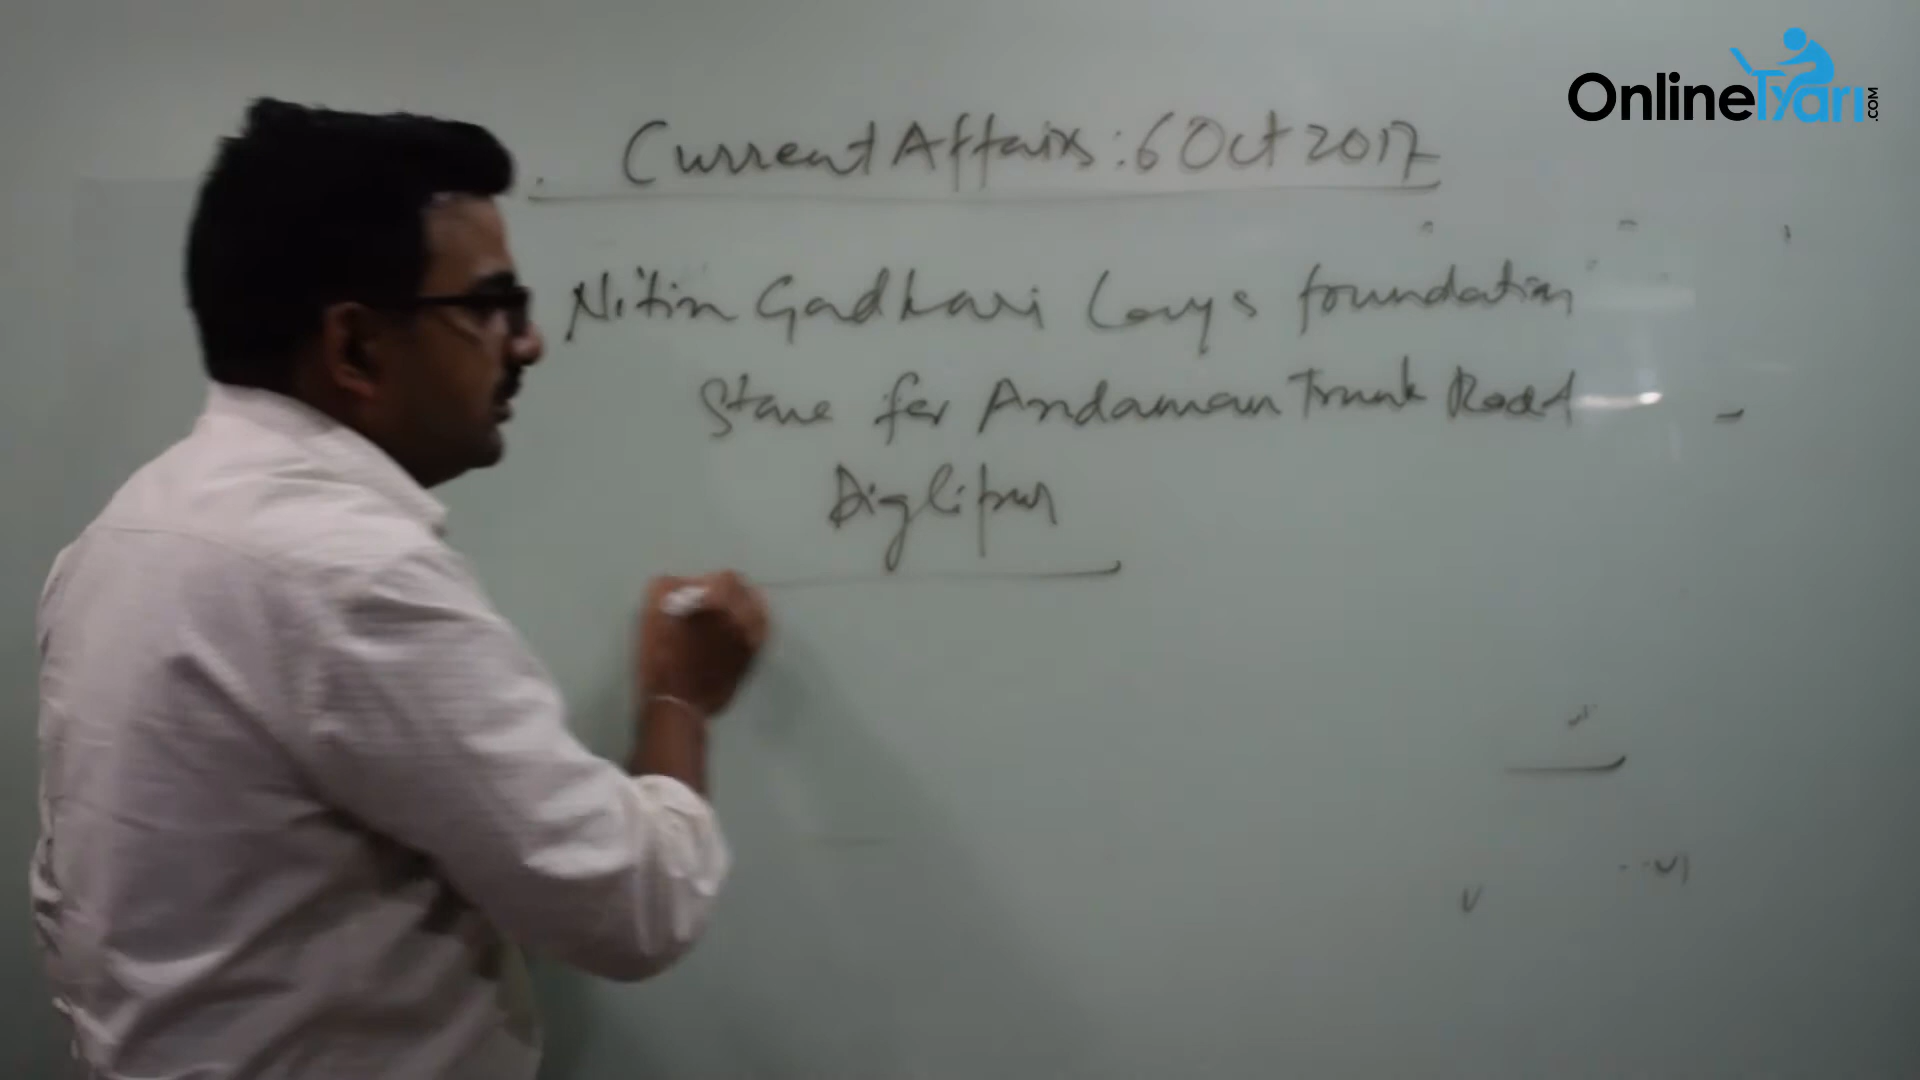 OnlineTyari.COM
Current Affairs : 6 Oct 2017
Nitin Gadkari Lays foundation
Stone for Andaman Trunk Road
Diglipur